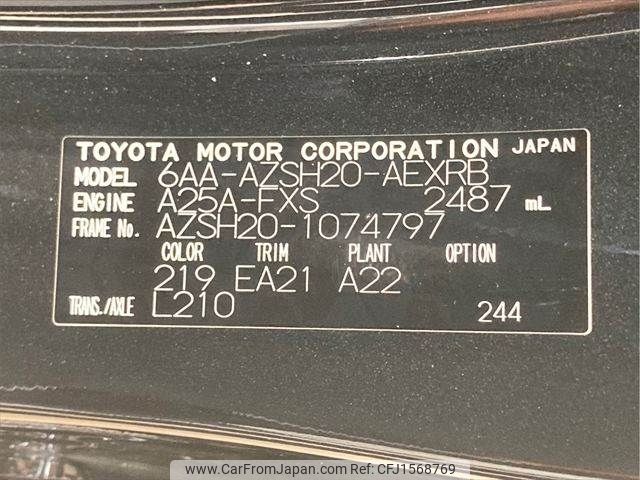 TOYOTA MOTOR CORPORATION JAPAN
MODEL 6AA-AZSH20-AEXRB
ENGINE A25A-FXS 2487 mL
FRAME No. AZSH20-1074797
COLOR TRIM PLANT OPTION
219 EA21 A22
TRANS./AXLE L210 244
www.CarFromJapan.com - CFJ1568769